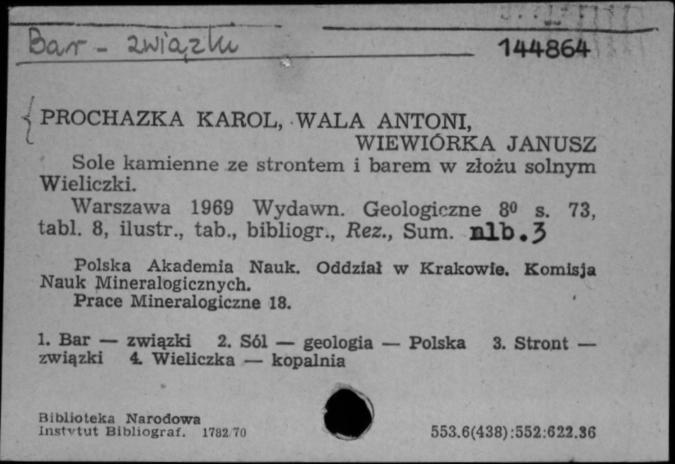 Bar - związki
144864
PROCHAZKA KAROL, WALA ANTONI,
WIEWIÓRKA JANUSZ
Sole kamienne ze strontem i barem w złożu solnym
Wieliczki.
Warszawa 1969 Wydawn. Geologiczne 8⁰ s. 73,
tabl. 8, ilustr., tab., bibliogr., Rez., Sum. nlb.3
Polska Akademia Nauk. Oddział w Krakowie. Komisja
Nauk Mineralogicznych.
Prace Mineralogiczne 18.
1. Bar — związki 2. Sól — geologia — Polska 3. Stront —
związki 4. Wieliczka — kopalnia
Biblioteka Narodowa
Instytut Bibliograf. 1782/70
553.6(438):552:622.36